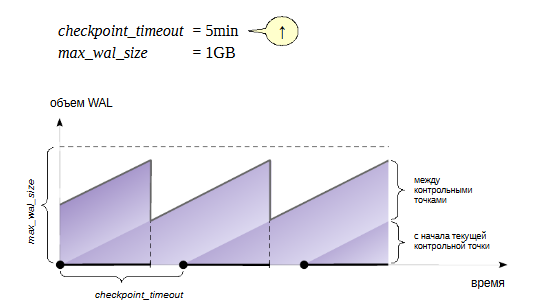 checkpoint_timeout = 5min ↑
max_wal_size = 1GB
объем WAL
max_wal_size
между
контрольными
точками
с начала текущей
контрольной точки
время
checkpoint_timeout